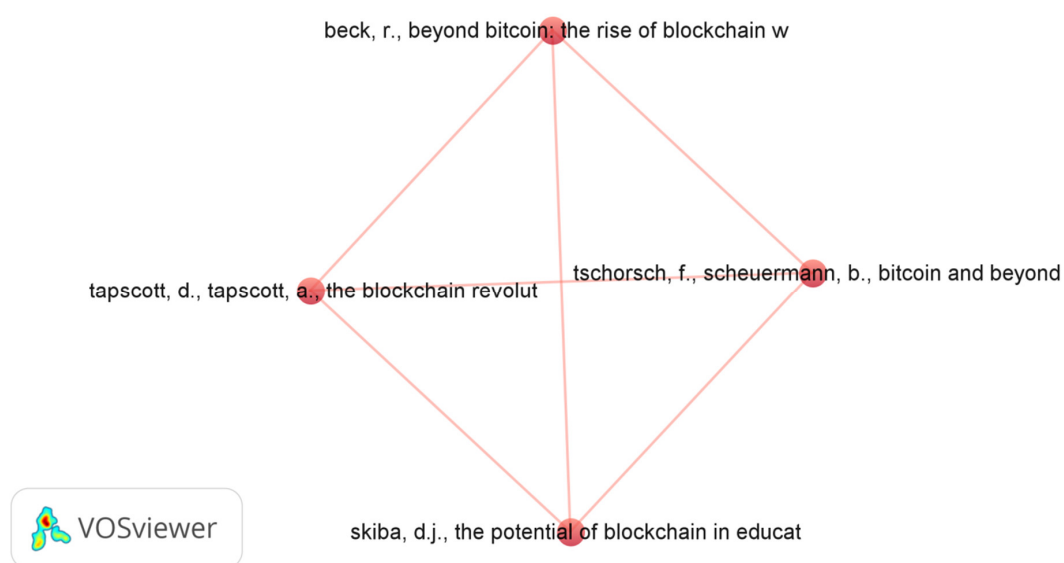 beck, r., beyond bitcoin: the rise of blockchain w
tschorsch, f., scheuermann, b., bitcoin and beyond
tapscott, d., tapscott, a., the blockchain revolut
VOSviewer
skiba, d.j., the potential of blockchain in educat